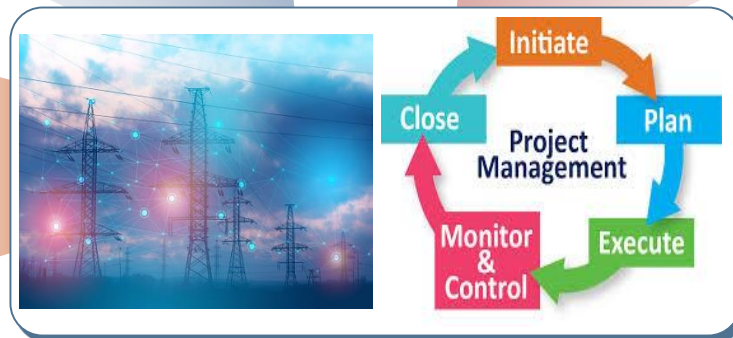 Initiate
Plan
Execute
Monitor
&
Control
Close
Project
Management